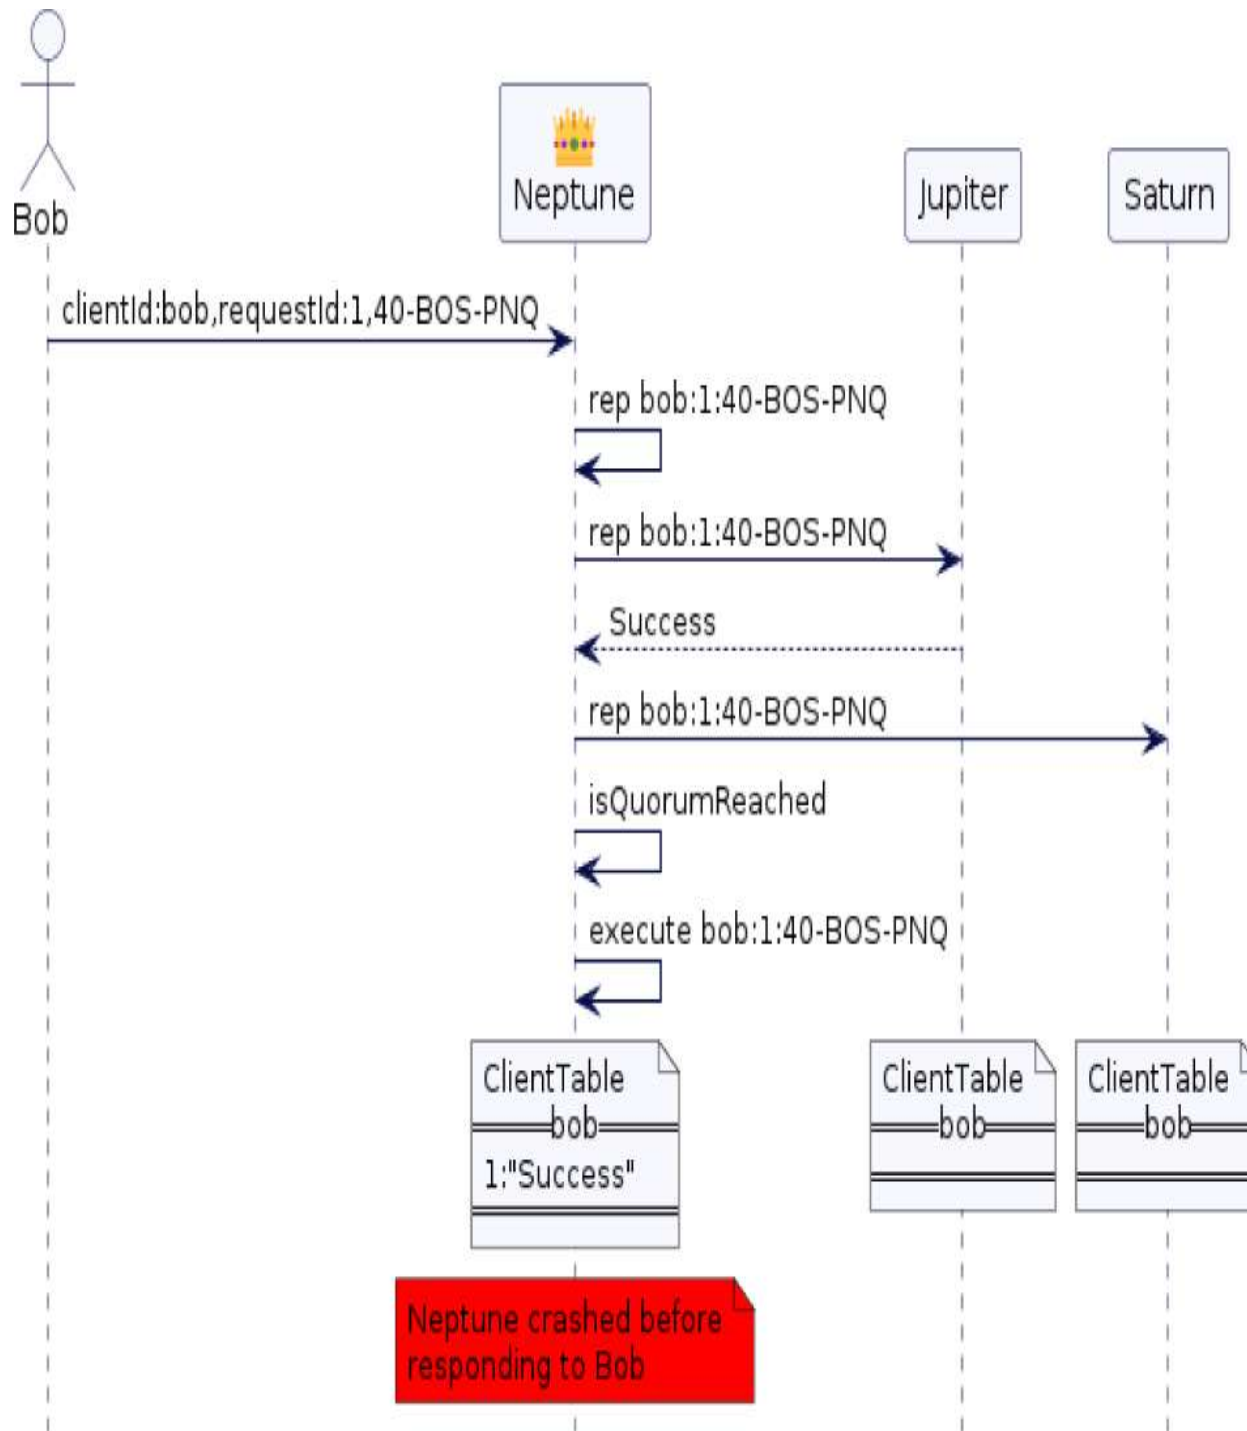 Bob
Neptune
Jupiter
Saturn
clientId:bob,requestId:1,40-BOS-PNQ
rep bob:1:40-BOS-PNQ
rep bob:1:40-BOS-PNQ
Success
rep bob:1:40-BOS-PNQ
isQuorumReached
execute bob:1:40-BOS-PNQ
ClientTable
bob
1:"Success"
ClientTable
bob
ClientTable
bob
Neptune crashed before
responding to Bob